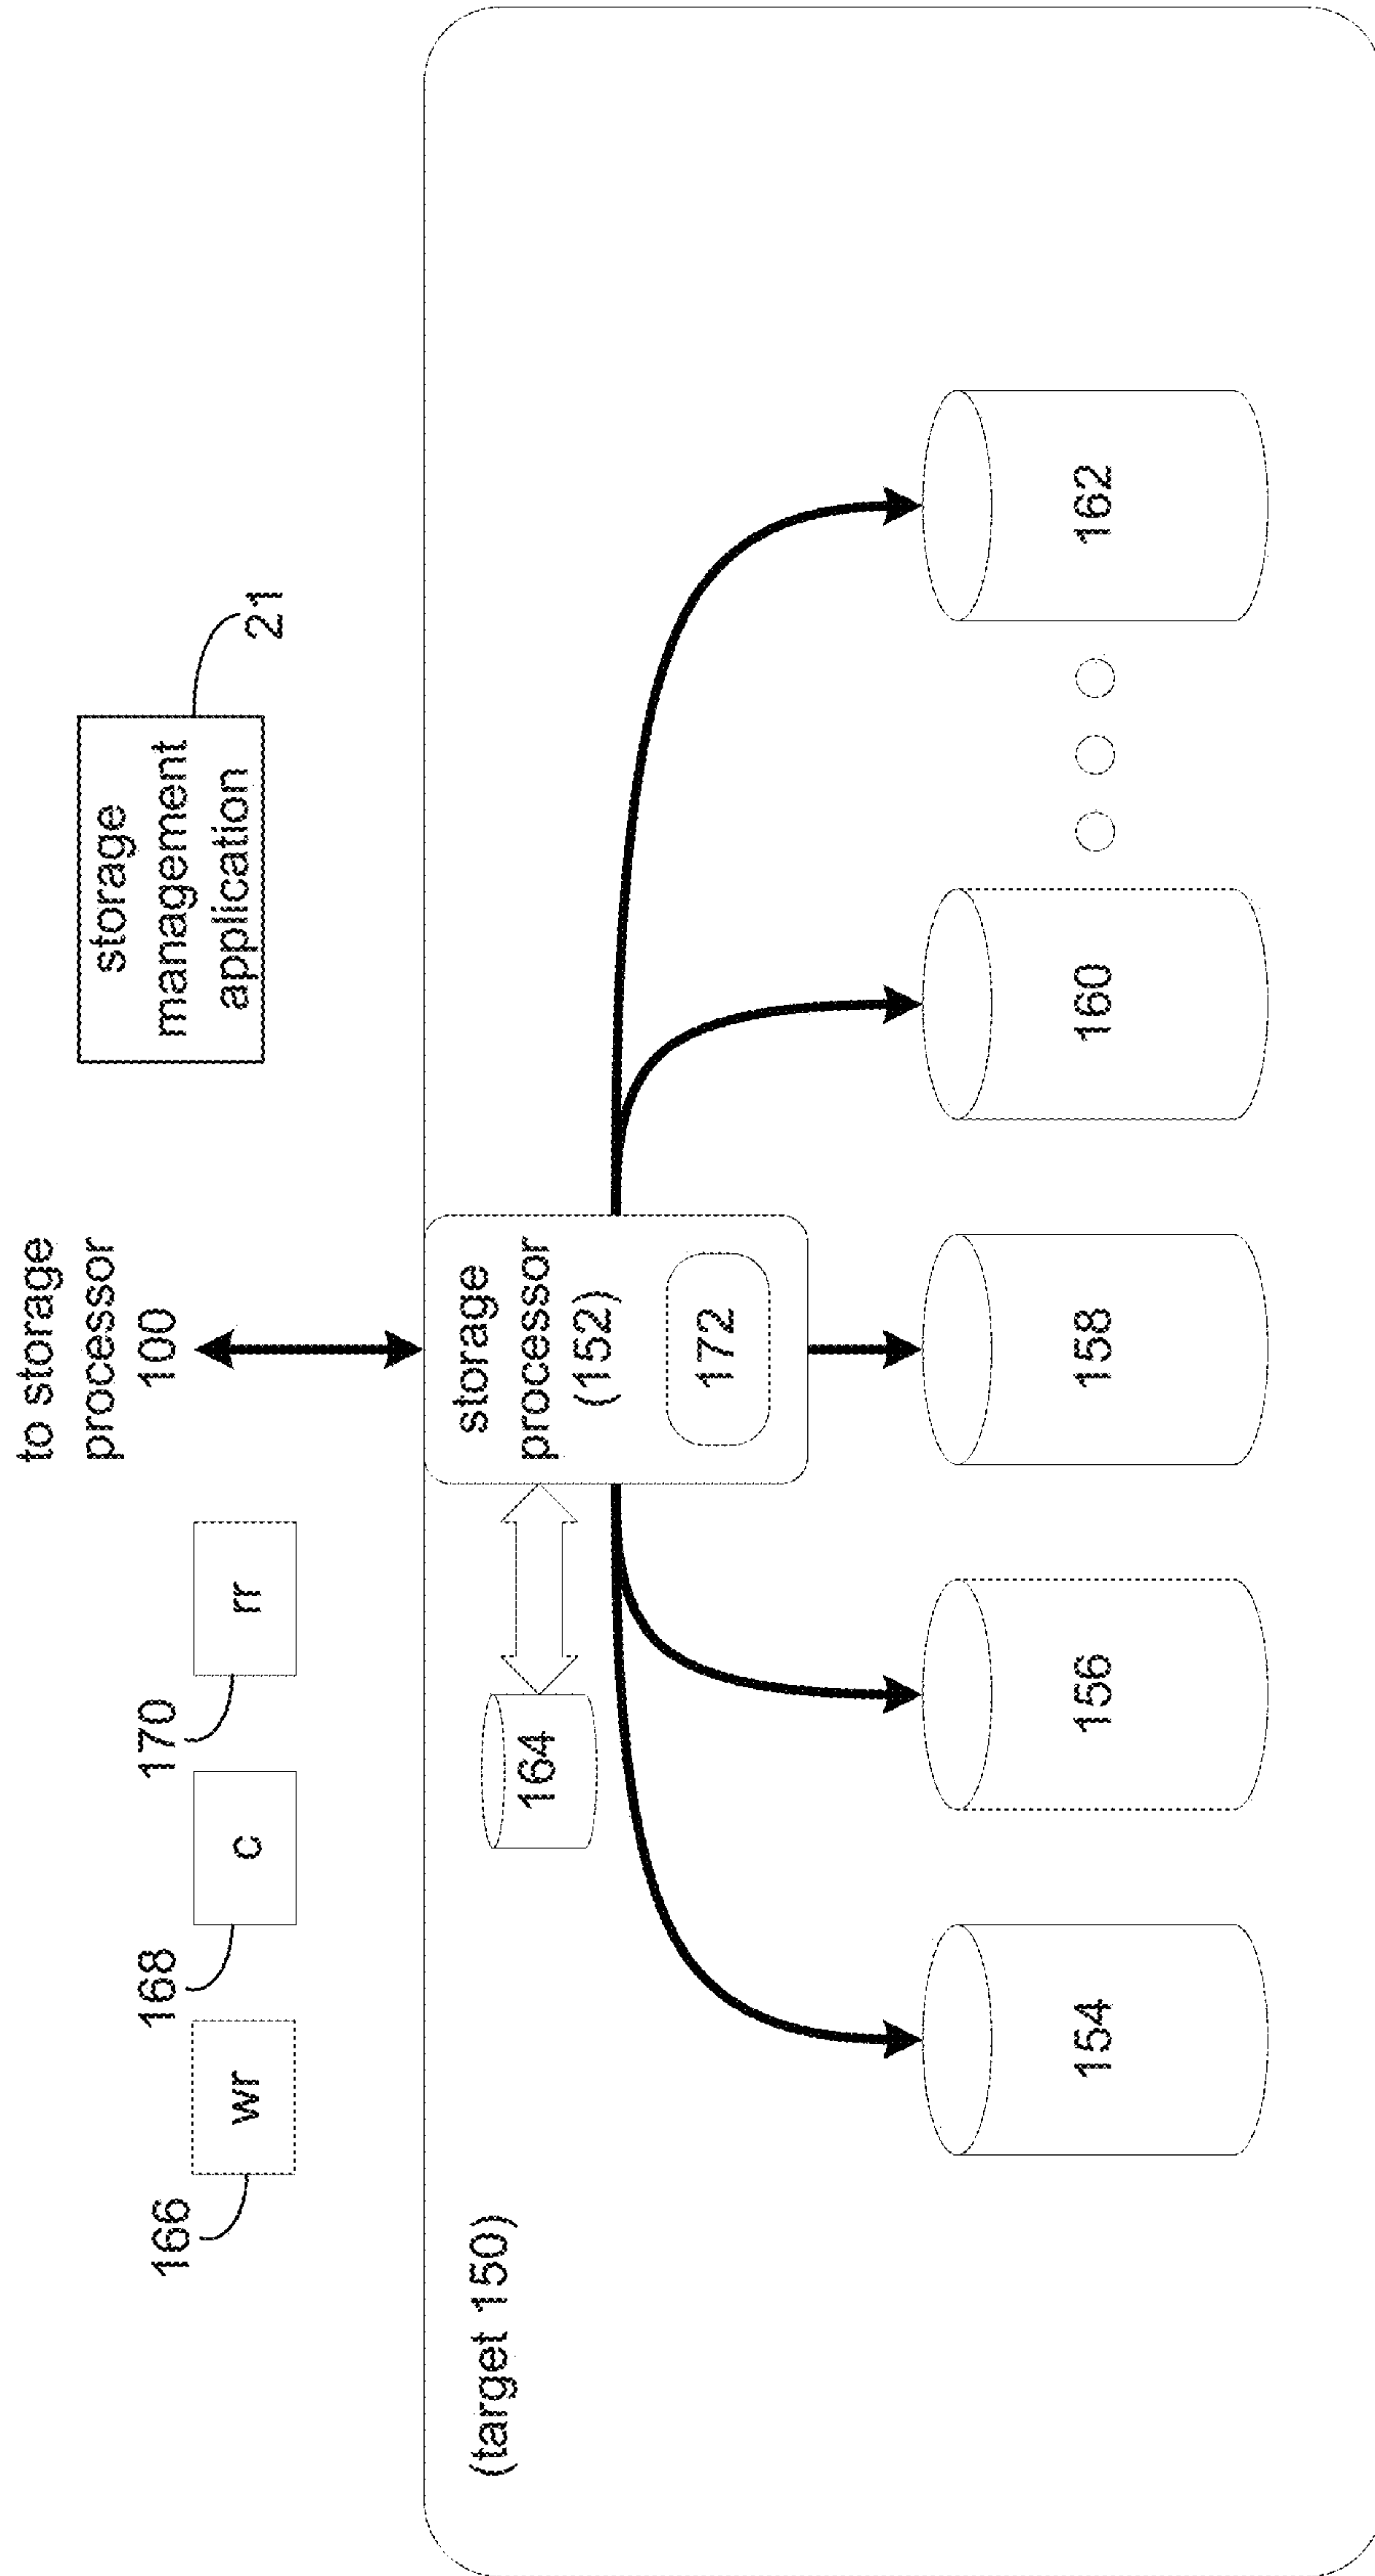 to storage
processor
100
storage
management
application
21
166
wr
168
c
170
rr
(target 150)
164
storage
processor
(152)
172
154
156
158
160
162